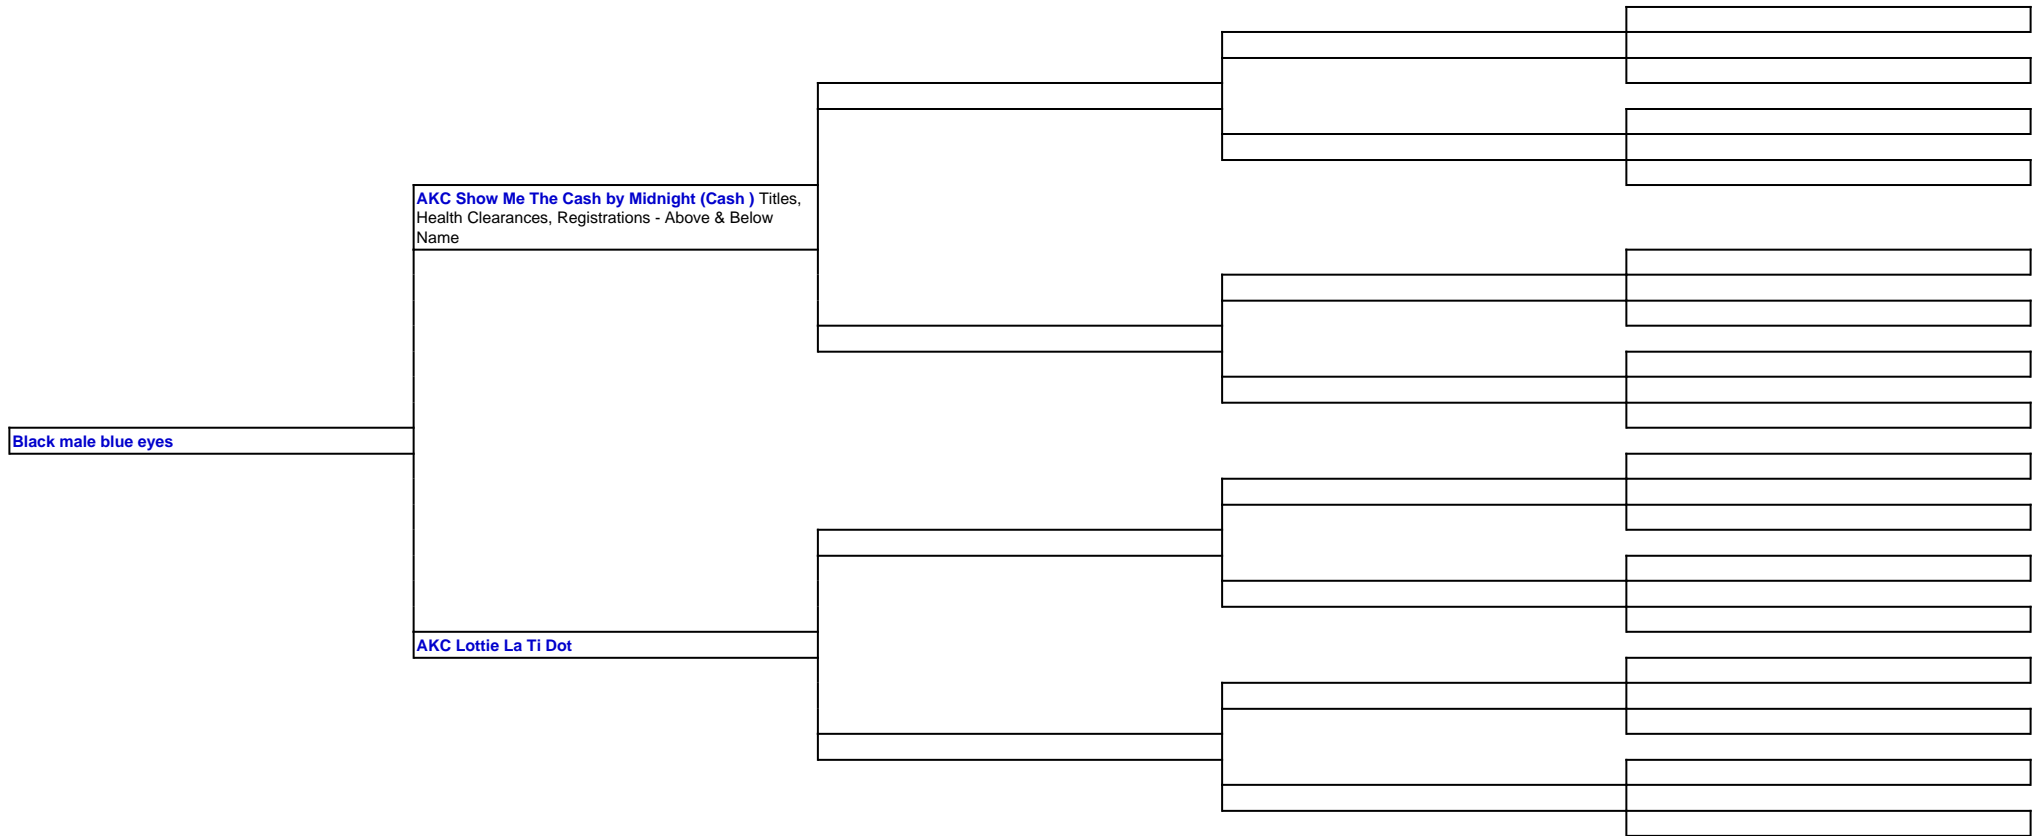 AKC Show Me The Cash by Midnight (Cash ) Titles,
Health Clearances, Registrations - Above & Below
Name
Black male blue eyes
AKC Lottie La Ti Dot